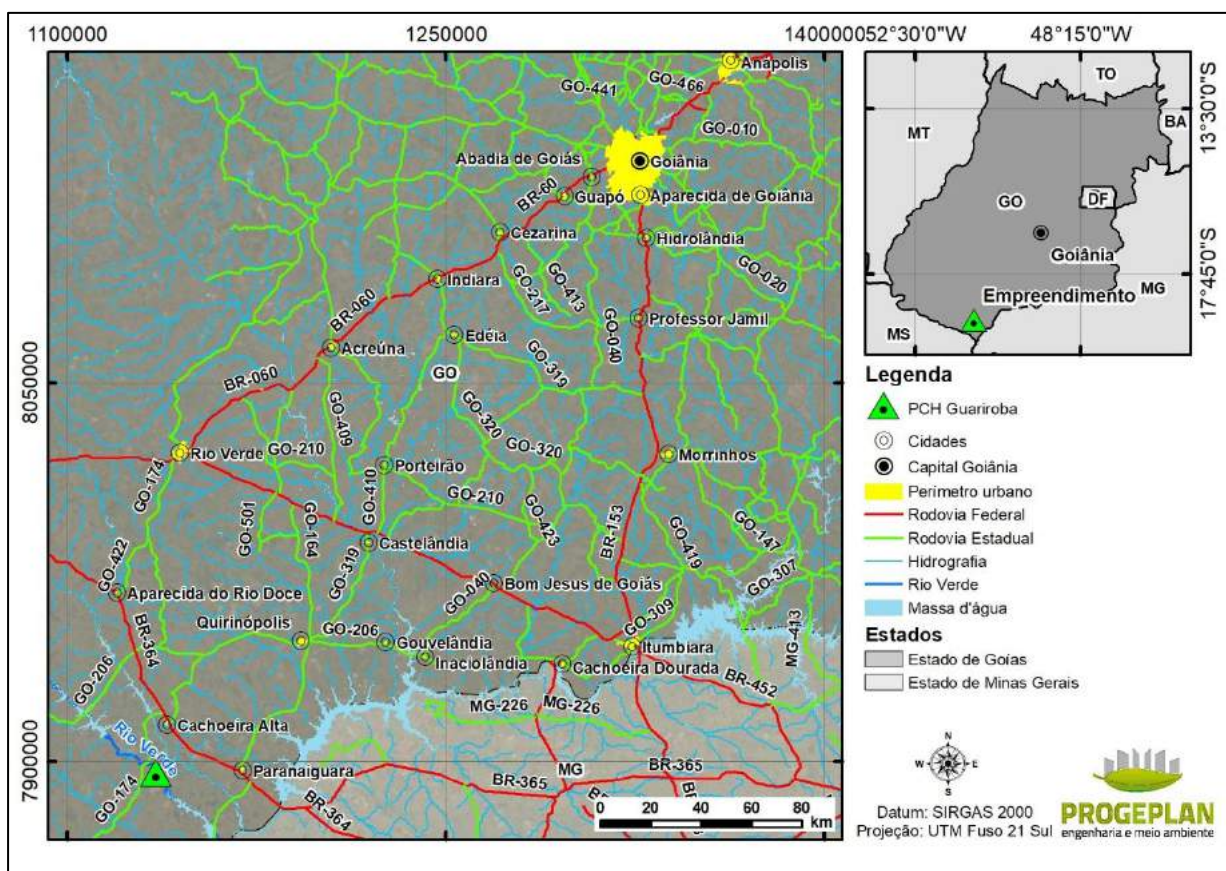 11000000
12500000
14000000
52°30'0"W
48°15'0"W
Anápolis
GO-441
GO-466
GO-010
Abadia de Goiás
Goiânia
BR-60
Guapó
Aparecida de Goiânia
Cezarina
Hidrolândia
GO-217
GO-413
GO-020
Indiara
BR-060
Professor Jamil
Edéia
GO-040
Acreúna
GO-319
GO
8050000
BR-060
GO-409
GO-320
GO-320
GO-210
Rio Verde
Morrinhos
GO-174
Porteirão
GO-410
GO-210
GO-501
GO-164
GO-423
BR-153
GO-419
GO-147
Castelândia
GO-422
GO-319
GO-040
Bom Jesus de Goiás
GO-307
Aparecida do Rio Doce
GO-309
Quirinópolis
GO-206
Gouvelândia
Itumbiara
MG-413
BR-364
Inaciolândia
Cachoeira Dourada
GO-206
BR-452
MG-226
MG-226
Cachoeira Alta
Rio Verde
7900000
Paranaiguara
MG
BR-365
BR-365
GO-174
BR-364
0 20 40 60 80
km
TO
13°30'0"S
MT
BA
GO
DF
Goiânia
17°45'0"S
MG
Empreendimento
MS
Legenda
PCH Guariroba
Cidades
Capital Goiânia
Perímetro urbano
Rodovia Federal
Rodovia Estadual
Hidrografia
Rio Verde
Massa d'água
Estados
Estado de Goías
Estado de Minas Gerais
N
W E
S
Datum: SIRGAS 2000
Projeção: UTM Fuso 21 Sul
PROGEPLAN
engenharia e meio ambiente